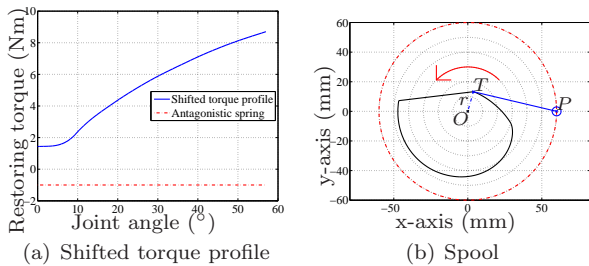 Restoring torque (Nm)
10
8
6
4
2
0
−2
Shifted torque profile
Antagonistic spring
0
10
20
30
40
50
60
Joint angle (°)
(a) Shifted torque profile
y-axis (mm)
60
40
20
0
−20
−40
−60
T
r
O
P
−50
0
50
x-axis (mm)
(b) Spool